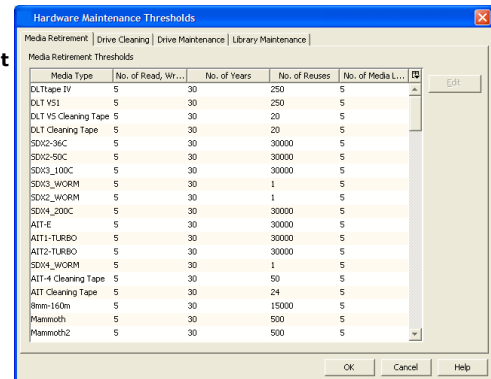 Hardware Maintenance Thresholds
t
Media Retirement Drive Cleaning Drive Maintenance Library Maintenance
Media Retirement Thresholds
Media Type No. of Read, Wr... No. of Years No. of Reuses No. of Media L...
Edit
DLTtape IV 5 30 250 5
DLT VS1 5 30 250 5
DLT VS Cleaning Tape 5 30 20 5
DLT Cleaning Tape 5 30 20 5
SDX2-36C 5 30 30000 5
SDX2-50C 5 30 30000 5
SDX3_100C 5 30 30000 5
SDX3_WORM 5 30 1 5
SDX2_WORM 5 30 1 5
SDX4_200C 5 30 30000 5
AIT-E 5 30 30000 5
AIT1-TURBO 5 30 30000 5
AIT2-TURBO 5 30 30000 5
SDX4_WORM 5 30 1 5
AIT-4 Cleaning Tape 5 30 50 5
AIT Cleaning Tape 5 30 24 5
8mm-160m 5 30 15000 5
Mammoth 5 30 500 5
Mammoth2 5 30 500 5
OK Cancel Help